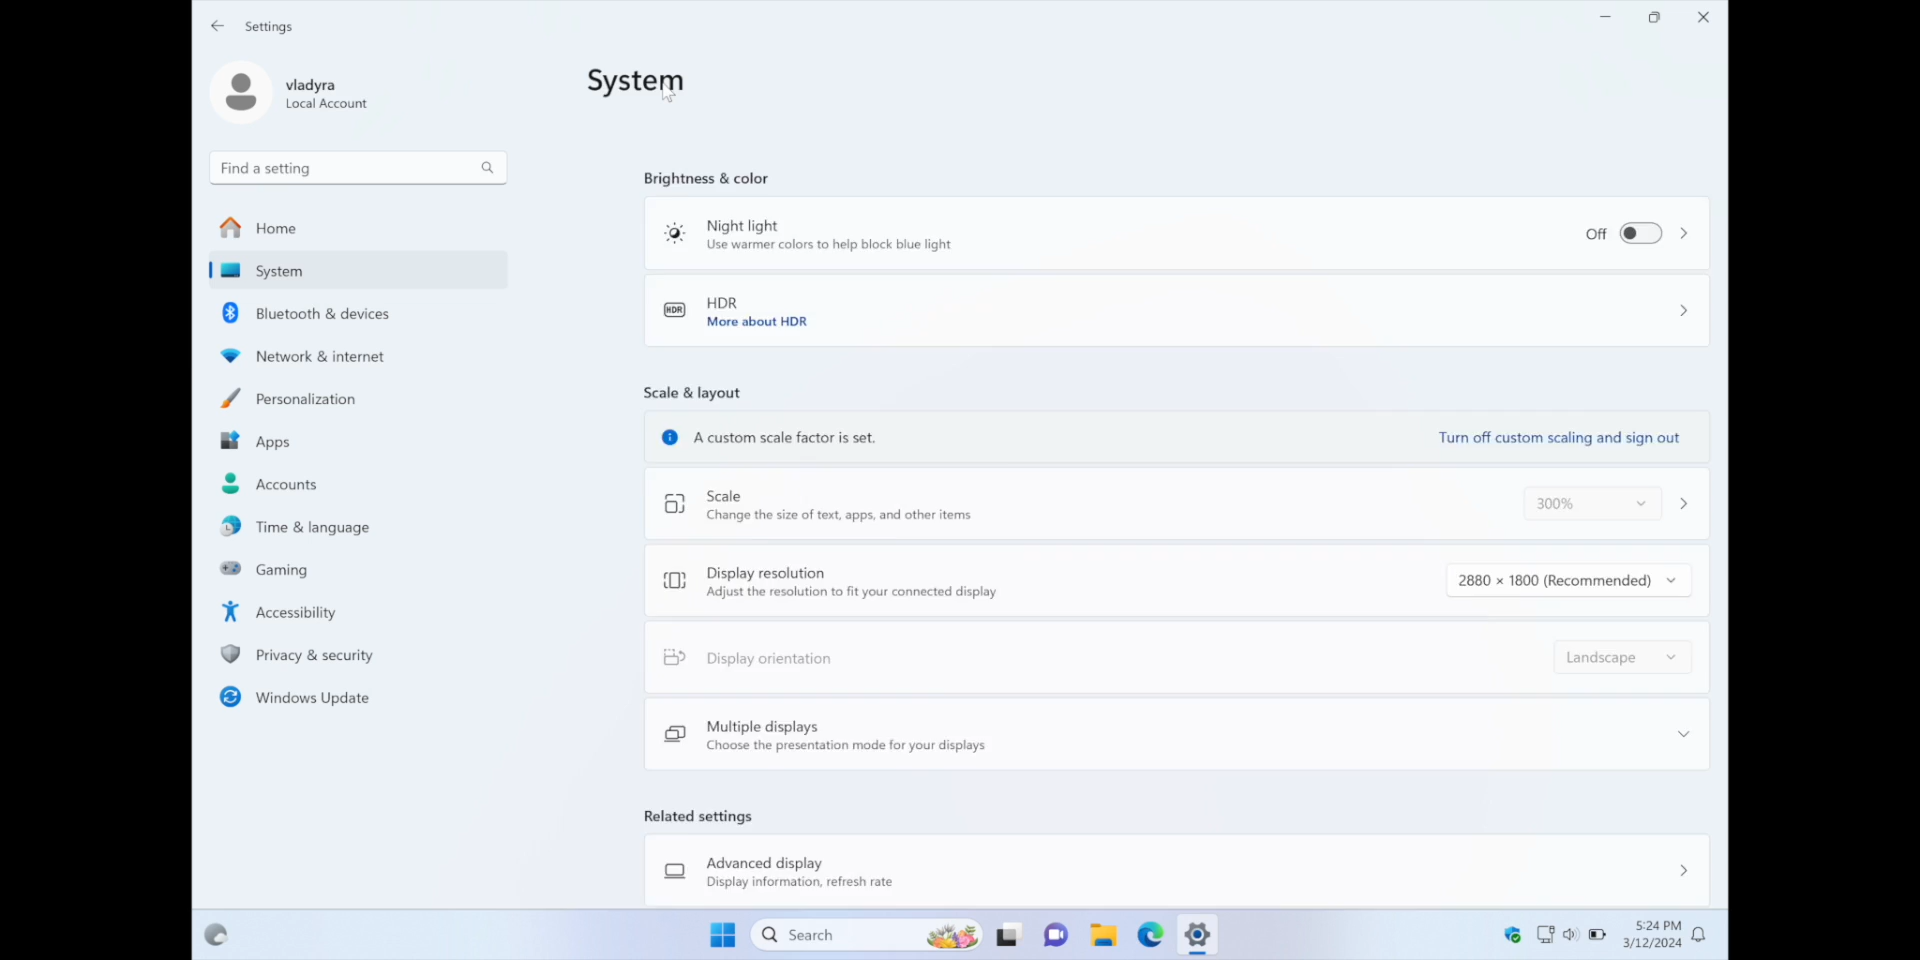 Settings
vladyra
Local Account
Find a setting
Home
System
Bluetooth & devices
Network & internet
Personalization
Apps
Accounts
Time & language
Gaming
Accessibility
Privacy & security
Windows Update
System
Brightness & color
Night light
Use warmer colors to help block blue light
Off
HDR
HDR
More about HDR
Scale & layout
A custom scale factor is set.
Turn off custom scaling and sign out
Scale
Change the size of text, apps, and other items
300%
Display resolution
Adjust the resolution to fit your connected display
2880 × 1800 (Recommended)
Display orientation
Landscape
Multiple displays
Choose the presentation mode for your displays
Related settings
Advanced display
Display information, refresh rate
Search
5:24 PM
3/12/2024